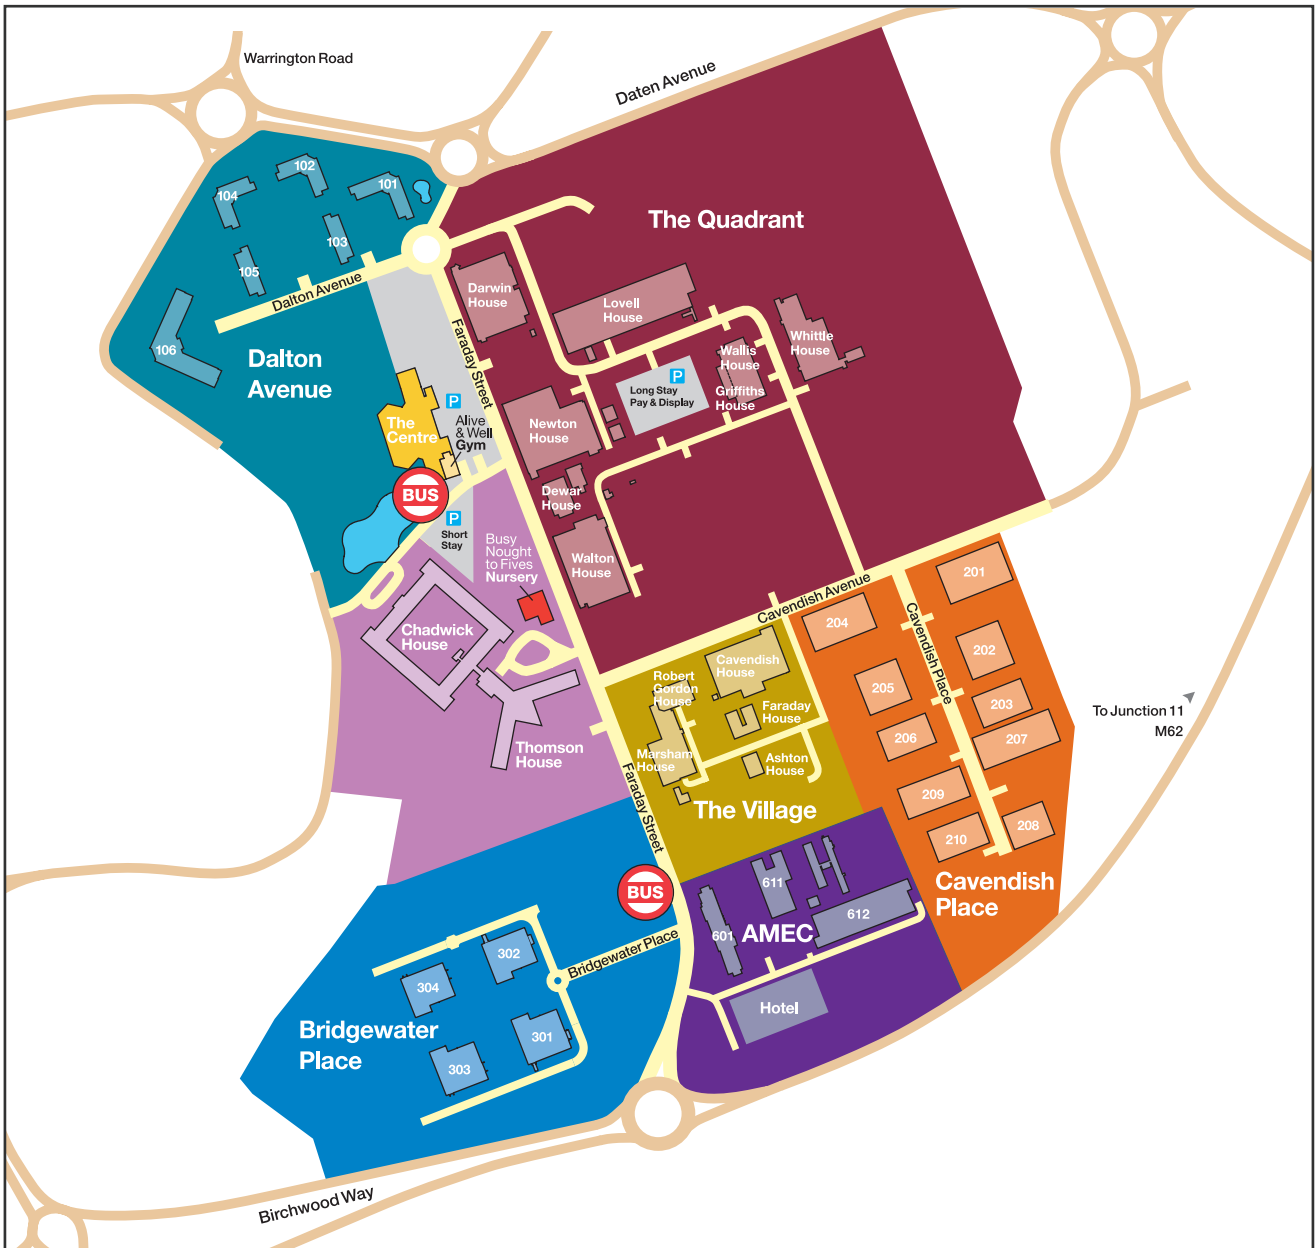 Warrington Road
Daten Avenue
102
101
104
103
105
106
Dalton Avenue
Dalton
Avenue
The Quadrant
Darwin
House
Lovell
House
Whittle
House
Wallis
House
Griffiths
House
P
Long Stay
Pay & Display
Faraday Street
P
Alive
& Well
Gym
The
Centre
Newton
House
BUS
Dewar
House
P
Short
Stay
Busy
Nought
to Fives
Nursery
Walton
House
Chadwick
House
Thomson
House
Cavendish Avenue
201
204
Cavendish Place
202
205
203
206
207
209
208
210
Cavendish
Place
Cavendish
House
Robert
Gordon
House
Faraday
House
Marsham
House
Ashton
House
The Village
To Junction 11
M62
Faraday Street
BUS
611
612
601
AMEC
Hotel
Bridgewater Place
302
304
301
303
Bridgewater
Place
Birchwood Way